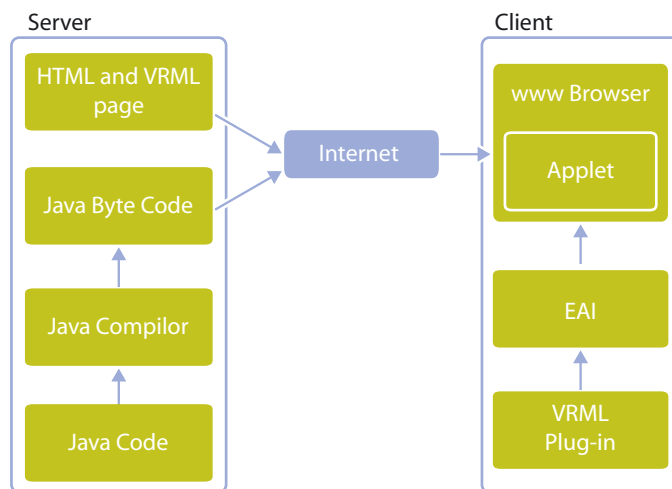 Server
HTML and VRML
page
Java Byte Code
Java Compilor
Java Code
Internet
Client
www Browser
Applet
EAI
VRML
Plug-in